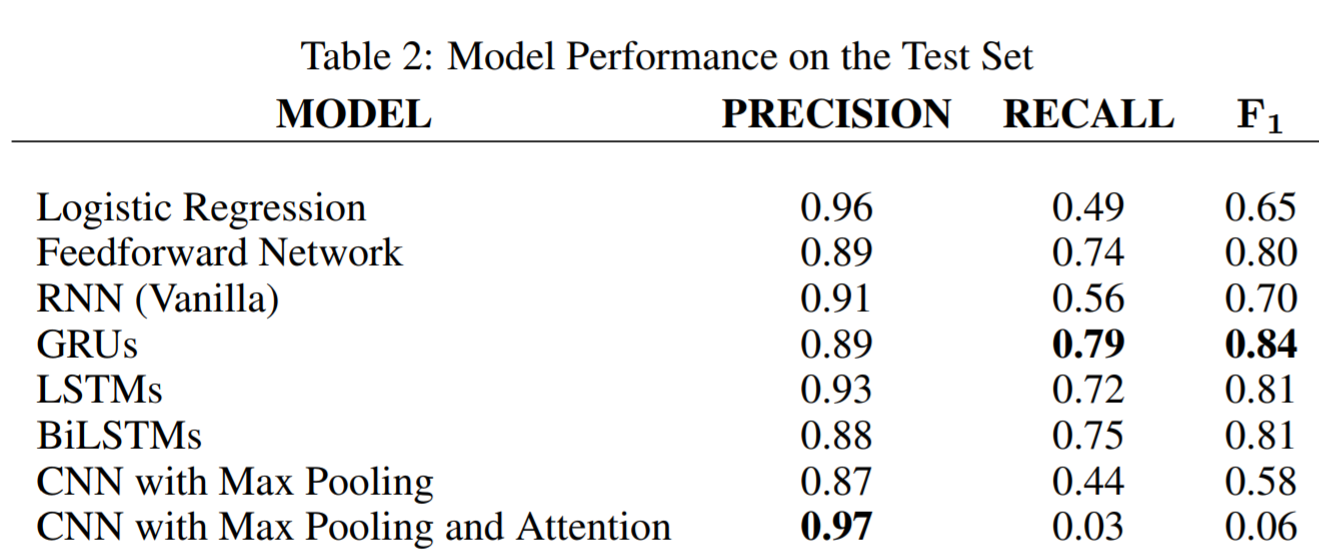 Table 2: Model Performance on the Test Set
MODEL PRECISION RECALL F₁
Logistic Regression 0.96 0.49 0.65
Feedforward Network 0.89 0.74 0.80
RNN (Vanilla) 0.91 0.56 0.70
GRUs 0.89 0.79 0.84
LSTMs 0.93 0.72 0.81
BiLSTMs 0.88 0.75 0.81
CNN with Max Pooling 0.87 0.44 0.58
CNN with Max Pooling and Attention 0.97 0.03 0.06